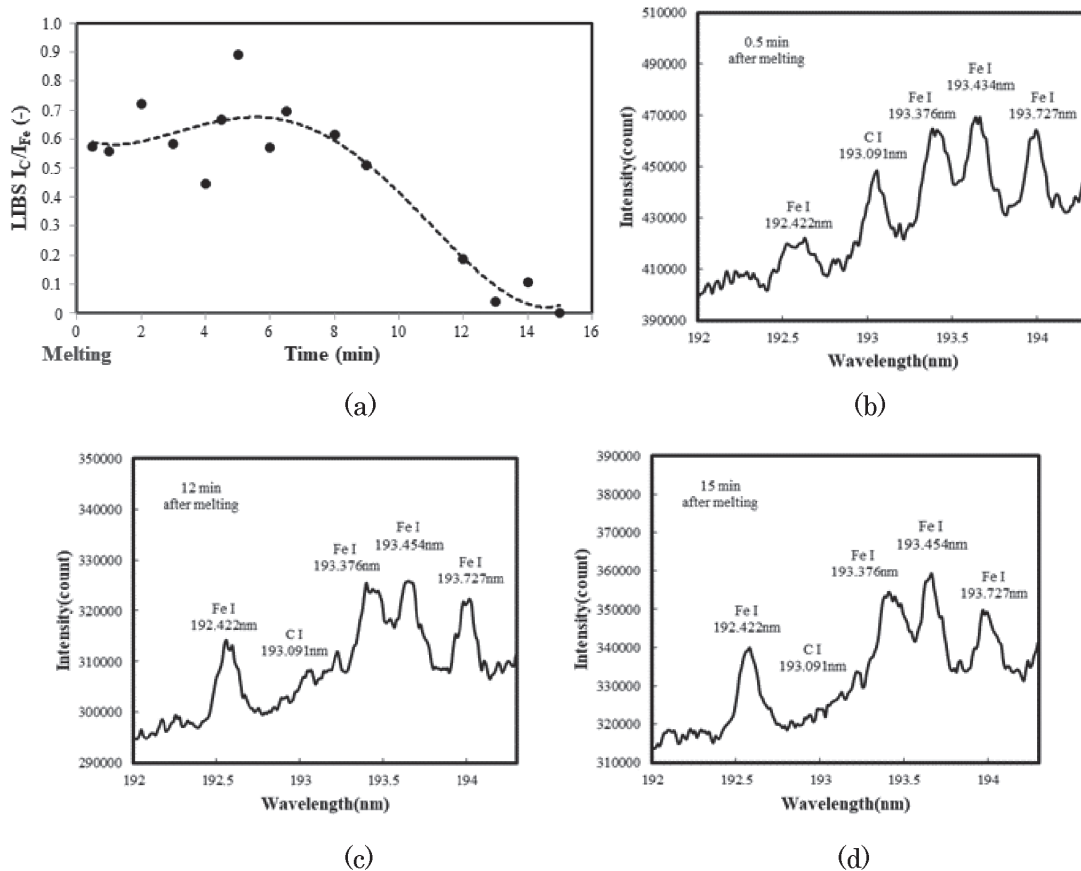 1.0
0.9
0.8
0.7
0.6
0.5
0.4
0.3
0.2
0.1
0
LIBS I_C/I_Fe (-)
0 2 4 6 8 10 12 14 16
Melting Time (min)
(a)
510000
490000
470000
450000
430000
410000
390000
Intensity(count)
0.5 min
after melting
Fe I
192.422nm
C I
193.091nm
Fe I
193.376nm
Fe I
193.434nm
Fe I
193.727nm
192 192.5 193 193.5 194
Wavelength(nm)
(b)
350000
340000
330000
320000
310000
300000
290000
Intensity(count)
12 min
after melting
Fe I
192.422nm
C I
193.091nm
Fe I
193.376nm
Fe I
193.454nm
Fe I
193.727nm
192 192.5 193 193.5 194
Wavelength(nm)
(c)
390000
380000
370000
360000
350000
340000
330000
320000
310000
Intensity(count)
15 min
after melting
Fe I
192.422nm
C I
193.091nm
Fe I
193.376nm
Fe I
193.454nm
Fe I
193.727nm
192 192.5 193 193.5 194
Wavelength(nm)
(d)